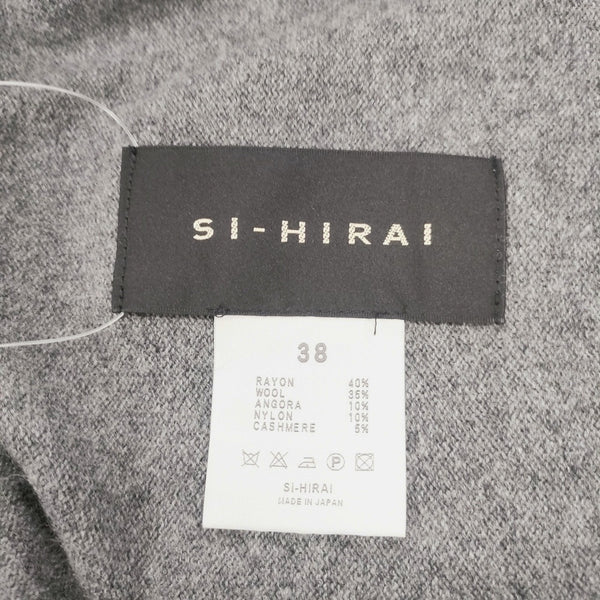 SI-HIRAI
38
RAYON 40%
WOOL 35%
ANGORA 10%
NYLON 10%
CASHMERE 5%
P
SI-HIRAI
MADE IN JAPAN